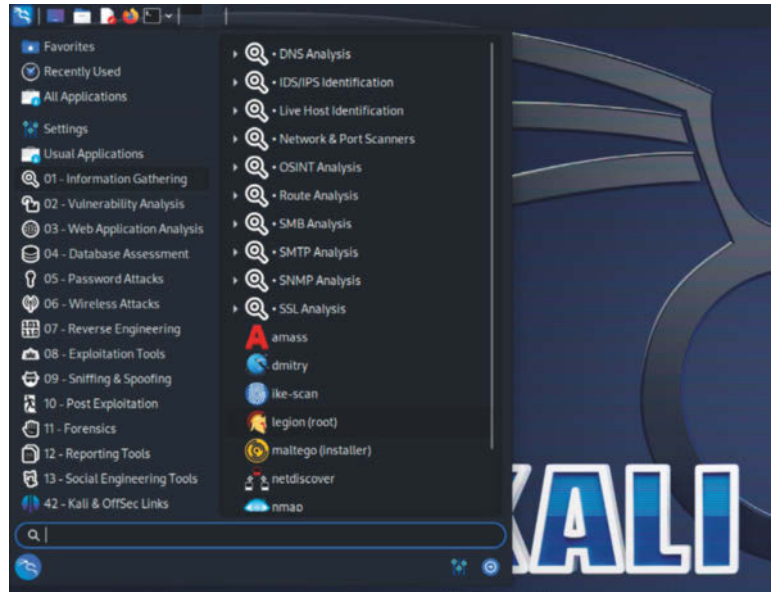 Favorites
Recently Used
All Applications
Settings
Usual Applications
01 - Information Gathering
02 - Vulnerability Analysis
03 - Web Application Analysis
04 - Database Assessment
05 - Password Attacks
06 - Wireless Attacks
07 - Reverse Engineering
08 - Exploitation Tools
09 - Sniffing & Spoofing
10 - Post Exploitation
11 - Forensics
12 - Reporting Tools
13 - Social Engineering Tools
42 - Kali & OffSec Links
• DNS Analysis
• IDS/IPS Identification
• Live Host Identification
• Network & Port Scanners
• OSINT Analysis
• Route Analysis
• SMB Analysis
• SMTP Analysis
• SNMP Analysis
• SSL Analysis
amass
dmitry
ike-scan
legion (root)
maltego (installer)
netdiscover
nmap
KALI